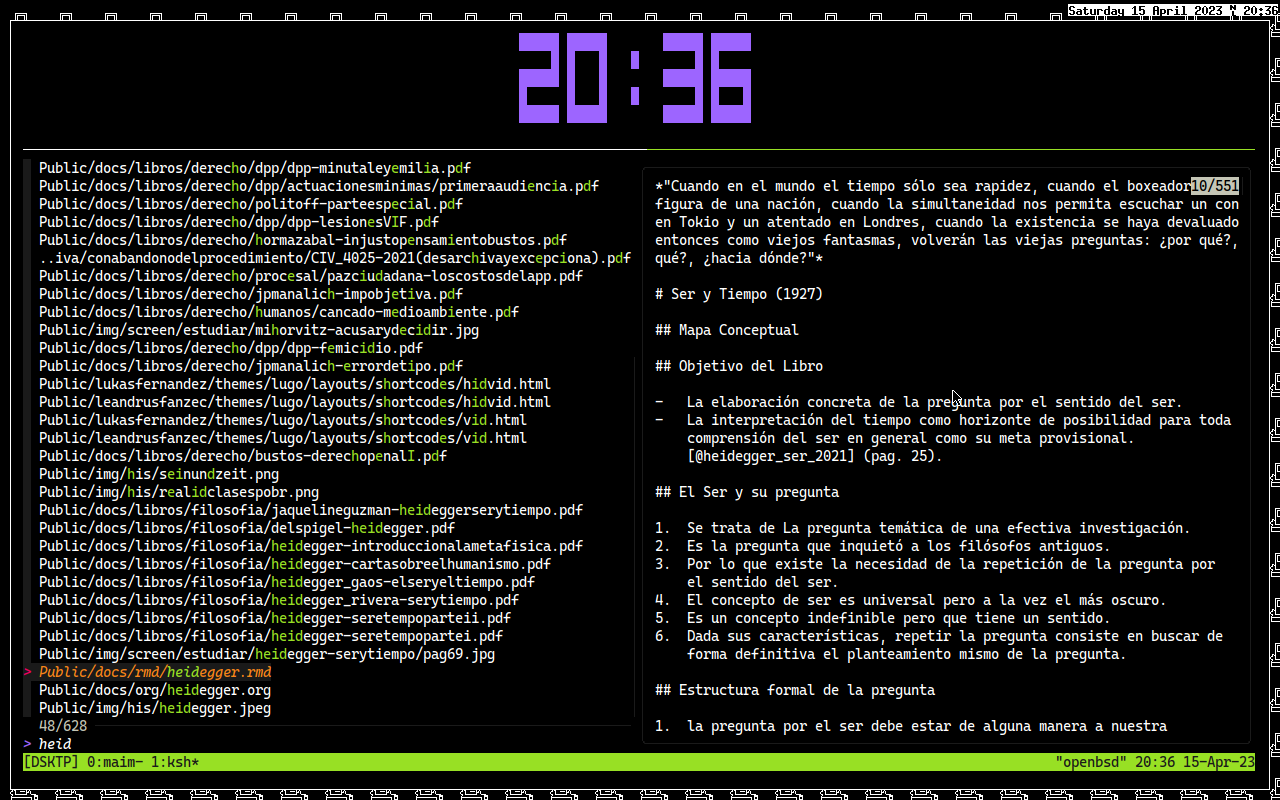 Saturday 15 April 2023 20:36
20:36
Public/docs/libros/derecho/dpp/dpp-minutaleyemilia.pdf
Public/docs/libros/derecho/dpp/actuacionesminimas/primeraaudiencia.pdf
Public/docs/libros/derecho/politoff-parteespecial.pdf
Public/docs/libros/derecho/dpp/dpp-lesionesVIF.pdf
Public/docs/libros/derecho/hormazabal-injustopensamientobustos.pdf
..iva/conabandonodelprocedimiento/CIV_4025-2021(desarchivayexcepciona).pdf
Public/docs/libros/derecho/procesal/pazciudadana-loscostosdelapp.pdf
Public/docs/libros/derecho/jpmanalich-impobjetiva.pdf
Public/docs/libros/derecho/humanos/cancado-medioambiente.pdf
Public/img/screen/estudiar/mihorvitz-acusarydecidir.jpg
Public/docs/libros/derecho/dpp/dpp-femicidio.pdf
Public/docs/libros/derecho/jpmanalich-errordetipo.pdf
Public/lukasfernandez/themes/lugo/layouts/shortcodes/hidvid.html
Public/leandrusfanzec/themes/lugo/layouts/shortcodes/hidvid.html
Public/lukasfernandez/themes/lugo/layouts/shortcodes/vid.html
Public/leandrusfanzec/themes/lugo/layouts/shortcodes/vid.html
Public/docs/libros/derecho/bustos-derechopenalI.pdf
Public/img/his/seinundzeit.png
Public/img/his/realidclasespobr.png
Public/docs/libros/filosofia/jaquelineguzman-heideggerserytiempo.pdf
Public/docs/libros/filosofia/delspigel-heidegger.pdf
Public/docs/libros/filosofia/heidegger-introduccionalametafisica.pdf
Public/docs/libros/filosofia/heidegger-cartasobreelhumanismo.pdf
Public/docs/libros/filosofia/heidegger_gaos-elseryeltiempo.pdf
Public/docs/libros/filosofia/heidegger_rivera-serytiempo.pdf
Public/docs/libros/filosofia/heidegger-seretempoparteii.pdf
Public/docs/libros/filosofia/heidegger-seretempopartei.pdf
Public/img/screen/estudiar/heidegger-serytiempo/pag69.jpg
> Public/docs/rmd/heidegger.rmd
Public/docs/org/heidegger.org
Public/img/his/heidegger.jpeg
48/628
> heid
*"Cuando en el mundo el tiempo sólo sea rapidez, cuando el boxeador10/551
figura de una nación, cuando la simultaneidad nos permita escuchar un con
en Tokio y un atentado en Londres, cuando la existencia se haya devaluado
entonces como viejos fantasmas, volverán las viejas preguntas: ¿por qué?,
qué?, ¿hacia dónde?"*
# Ser y Tiempo (1927)
## Mapa Conceptual
## Objetivo del Libro
- La elaboración concreta de la pregunta por el sentido del ser.
- La interpretación del tiempo como horizonte de posibilidad para toda
comprensión del ser en general como su meta provisional.
[@heidegger_ser_2021] (pag. 25).
## El Ser y su pregunta
1. Se trata de La pregunta temática de una efectiva investigación.
2. Es la pregunta que inquietó a los filósofos antiguos.
3. Por lo que existe la necesidad de la repetición de la pregunta por
el sentido del ser.
4. El concepto de ser es universal pero a la vez el más oscuro.
5. Es un concepto indefinible pero que tiene un sentido.
6. Dada sus características, repetir la pregunta consiste en buscar de
forma definitiva el planteamiento mismo de la pregunta.
## Estructura formal de la pregunta
1. la pregunta por el ser debe estar de alguna manera a nuestra
[DSKTP] 0:maim- 1:ksh* "openbsd" 20:36 15-Apr-23